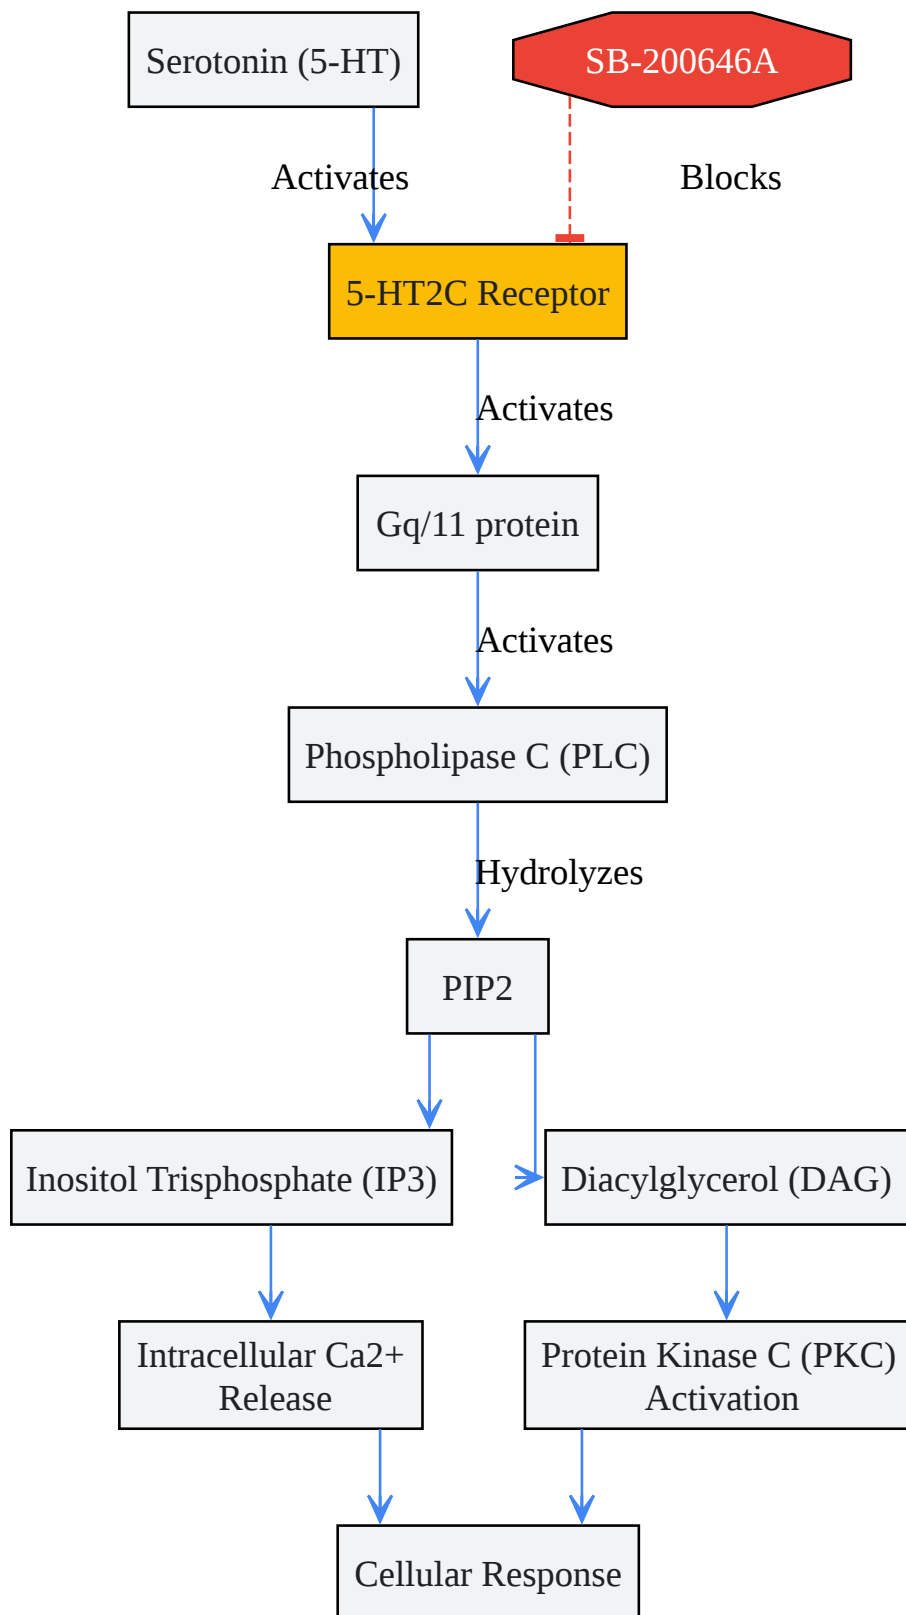 Serotonin (5-HT)
SB-200646A
Activates
Blocks
5-HT2C Receptor
Activates
Gq/11 protein
Activates
Phospholipase C (PLC)
Hydrolyzes
PIP2
Inositol Trisphosphate (IP3)
Diacylglycerol (DAG)
Intracellular Ca2+
Release
Protein Kinase C (PKC)
Activation
Cellular Response